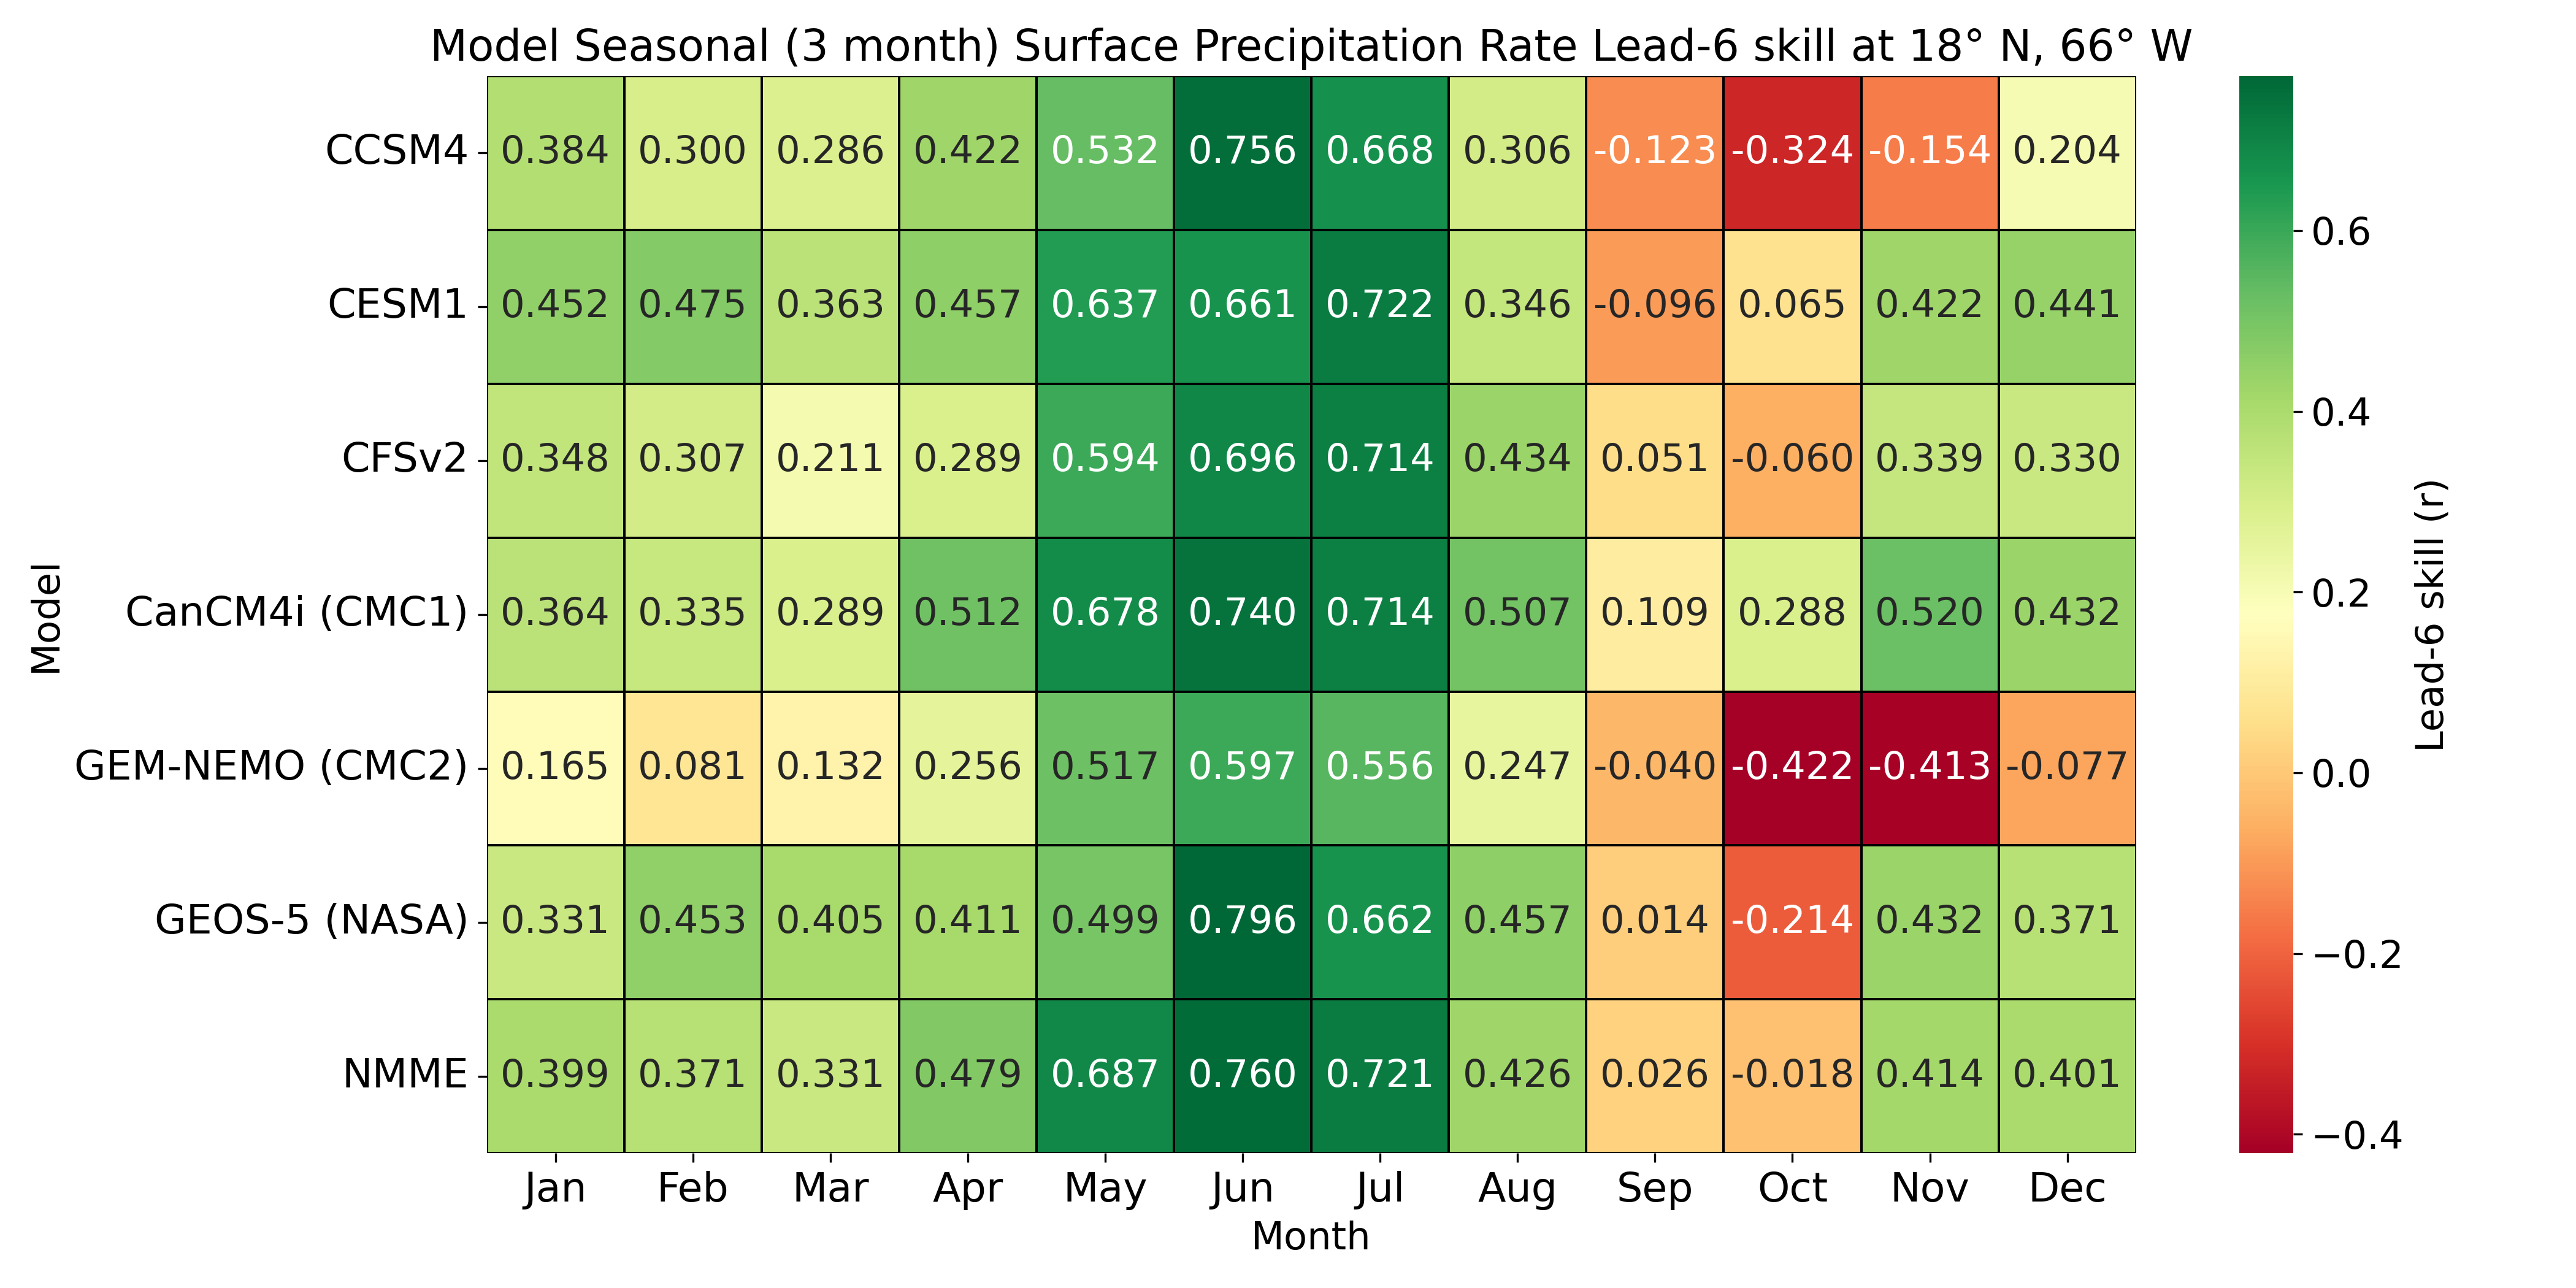 Model Seasonal (3 month) Surface Precipitation Rate Lead-6 skill at 18° N, 66° W
CCSM4 0.384 0.300 0.286 0.422 0.532 0.756 0.668 0.306 -0.123 -0.324 -0.154 0.204
CESM1 0.452 0.475 0.363 0.457 0.637 0.661 0.722 0.346 -0.096 0.065 0.422 0.441
CFSv2 0.348 0.307 0.211 0.289 0.594 0.696 0.714 0.434 0.051 -0.060 0.339 0.330
CanCM4i (CMC1) 0.364 0.335 0.289 0.512 0.678 0.740 0.714 0.507 0.109 0.288 0.520 0.432
GEM-NEMO (CMC2) 0.165 0.081 0.132 0.256 0.517 0.597 0.556 0.247 -0.040 -0.422 -0.413 -0.077
GEOS-5 (NASA) 0.331 0.453 0.405 0.411 0.499 0.796 0.662 0.457 0.014 -0.214 0.432 0.371
NMME 0.399 0.371 0.331 0.479 0.687 0.760 0.721 0.426 0.026 -0.018 0.414 0.401
Jan Feb Mar Apr May Jun Jul Aug Sep Oct Nov Dec
Month
Model
0.6
0.4
0.2
0.0
−0.2
−0.4
Lead-6 skill (r)